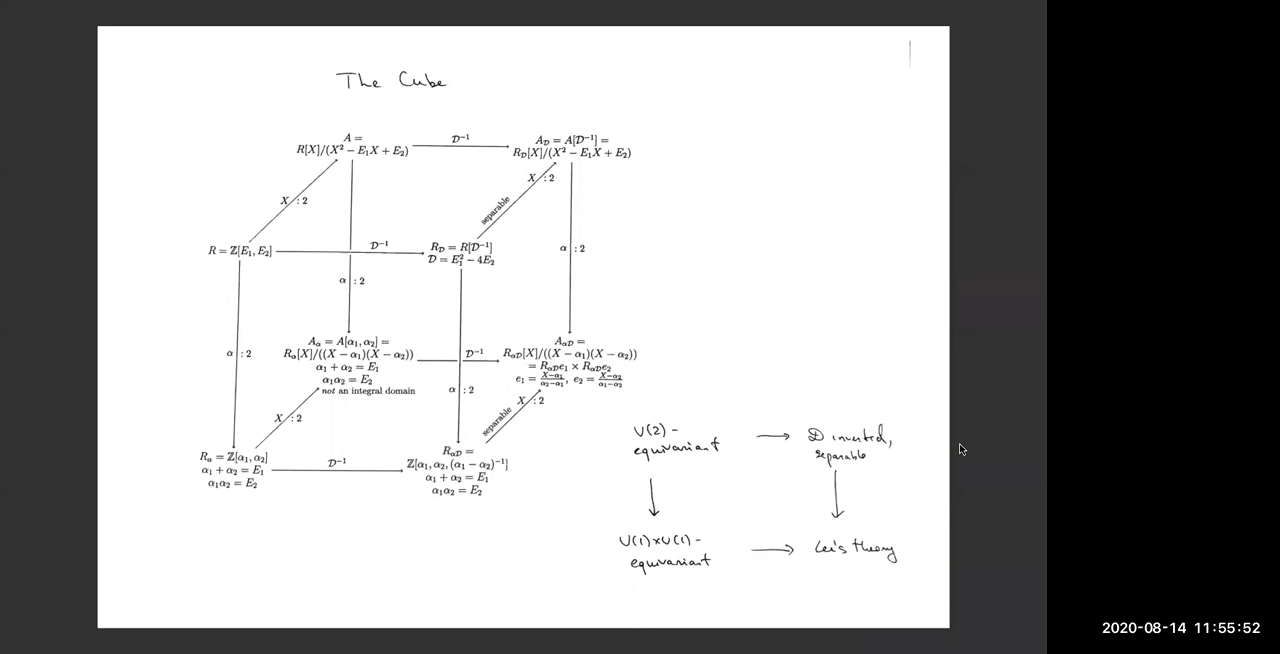 The Cube
A =
R[X]/(X² − E₁X + E₂)
𝒟⁻¹
A_𝒟 = A[𝒟⁻¹] =
R_𝒟[X]/(X² − E₁X + E₂)
X : 2
separable
X : 2
R = ℤ[E₁, E₂]
𝒟⁻¹
R_𝒟 = R[𝒟⁻¹]
𝒟 = E₁² − 4E₂
α : 2
α : 2
α : 2
A_α = A[α₁, α₂] =
R_α[X]/((X − α₁)(X − α₂))
α₁ + α₂ = E₁
α₁α₂ = E₂
not an integral domain
𝒟⁻¹
A_α𝒟 =
R_α𝒟[X]/((X − α₁)(X − α₂))
= R_α𝒟e₁ × R_α𝒟e₂
e₁ = (X−α₁)/(α₂−α₁), e₂ = (X−α₂)/(α₁−α₂)
α : 2
X : 2
separable
X : 2
R_α = ℤ[α₁, α₂]
α₁ + α₂ = E₁
α₁α₂ = E₂
𝒟⁻¹
R_α𝒟 =
ℤ[α₁, α₂, (α₁ − α₂)⁻¹]
α₁ + α₂ = E₁
α₁α₂ = E₂
U(2) -
equivariant
𝒟 inverted,
separable
U(1)×U(1) -
equivariant
Lee's theory
2020-08-14 11:55:52